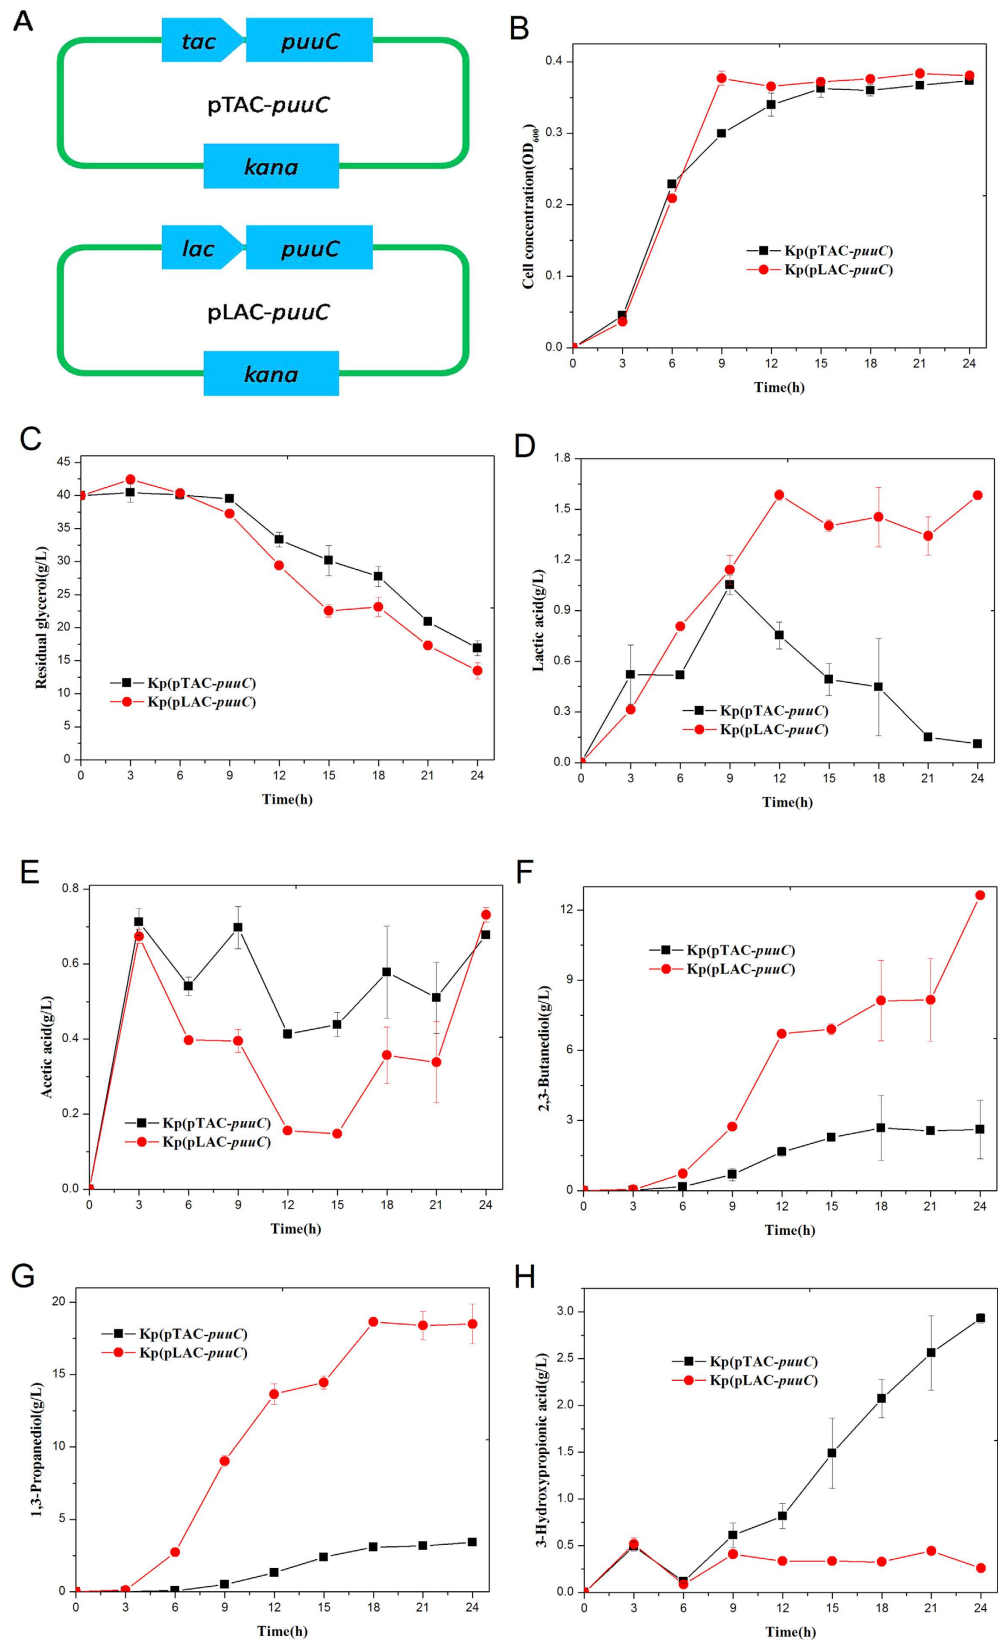 A
tac puuC
pTAC-puuC
kana
lac puuC
pLAC-puuC
kana
B
0.4
0.3
0.2
0.1
0.0
Cell concentration(OD600)
Kp(pTAC-puuC)
Kp(pLAC-puuC)
0 3 6 9 12 15 18 21 24
Time(h)
C
45
40
35
30
25
20
15
10
5
0
Residual glycerol(g/L)
Kp(pTAC-puuC)
Kp(pLAC-puuC)
0 3 6 9 12 15 18 21 24
Time(h)
D
1.8
1.5
1.2
0.9
0.6
0.3
0.0
Lactic acid(g/L)
Kp(pTAC-puuC)
Kp(pLAC-puuC)
0 3 6 9 12 15 18 21 24
Time(h)
E
0.8
0.6
0.4
0.2
0.0
Acetic acid(g/L)
Kp(pTAC-puuC)
Kp(pLAC-puuC)
0 3 6 9 12 15 18 21 24
Time(h)
F
12
9
6
3
0
2,3-Butanediol(g/L)
Kp(pTAC-puuC)
Kp(pLAC-puuC)
0 3 6 9 12 15 18 21 24
Time(h)
G
20
15
10
5
0
1,3-Propanediol(g/L)
Kp(pTAC-puuC)
Kp(pLAC-puuC)
0 3 6 9 12 15 18 21 24
Time(h)
H
3.0
2.5
2.0
1.5
1.0
0.5
0.0
3-Hydroxypropionic acid(g/L)
Kp(pTAC-puuC)
Kp(pLAC-puuC)
0 3 6 9 12 15 18 21 24
Time(h)